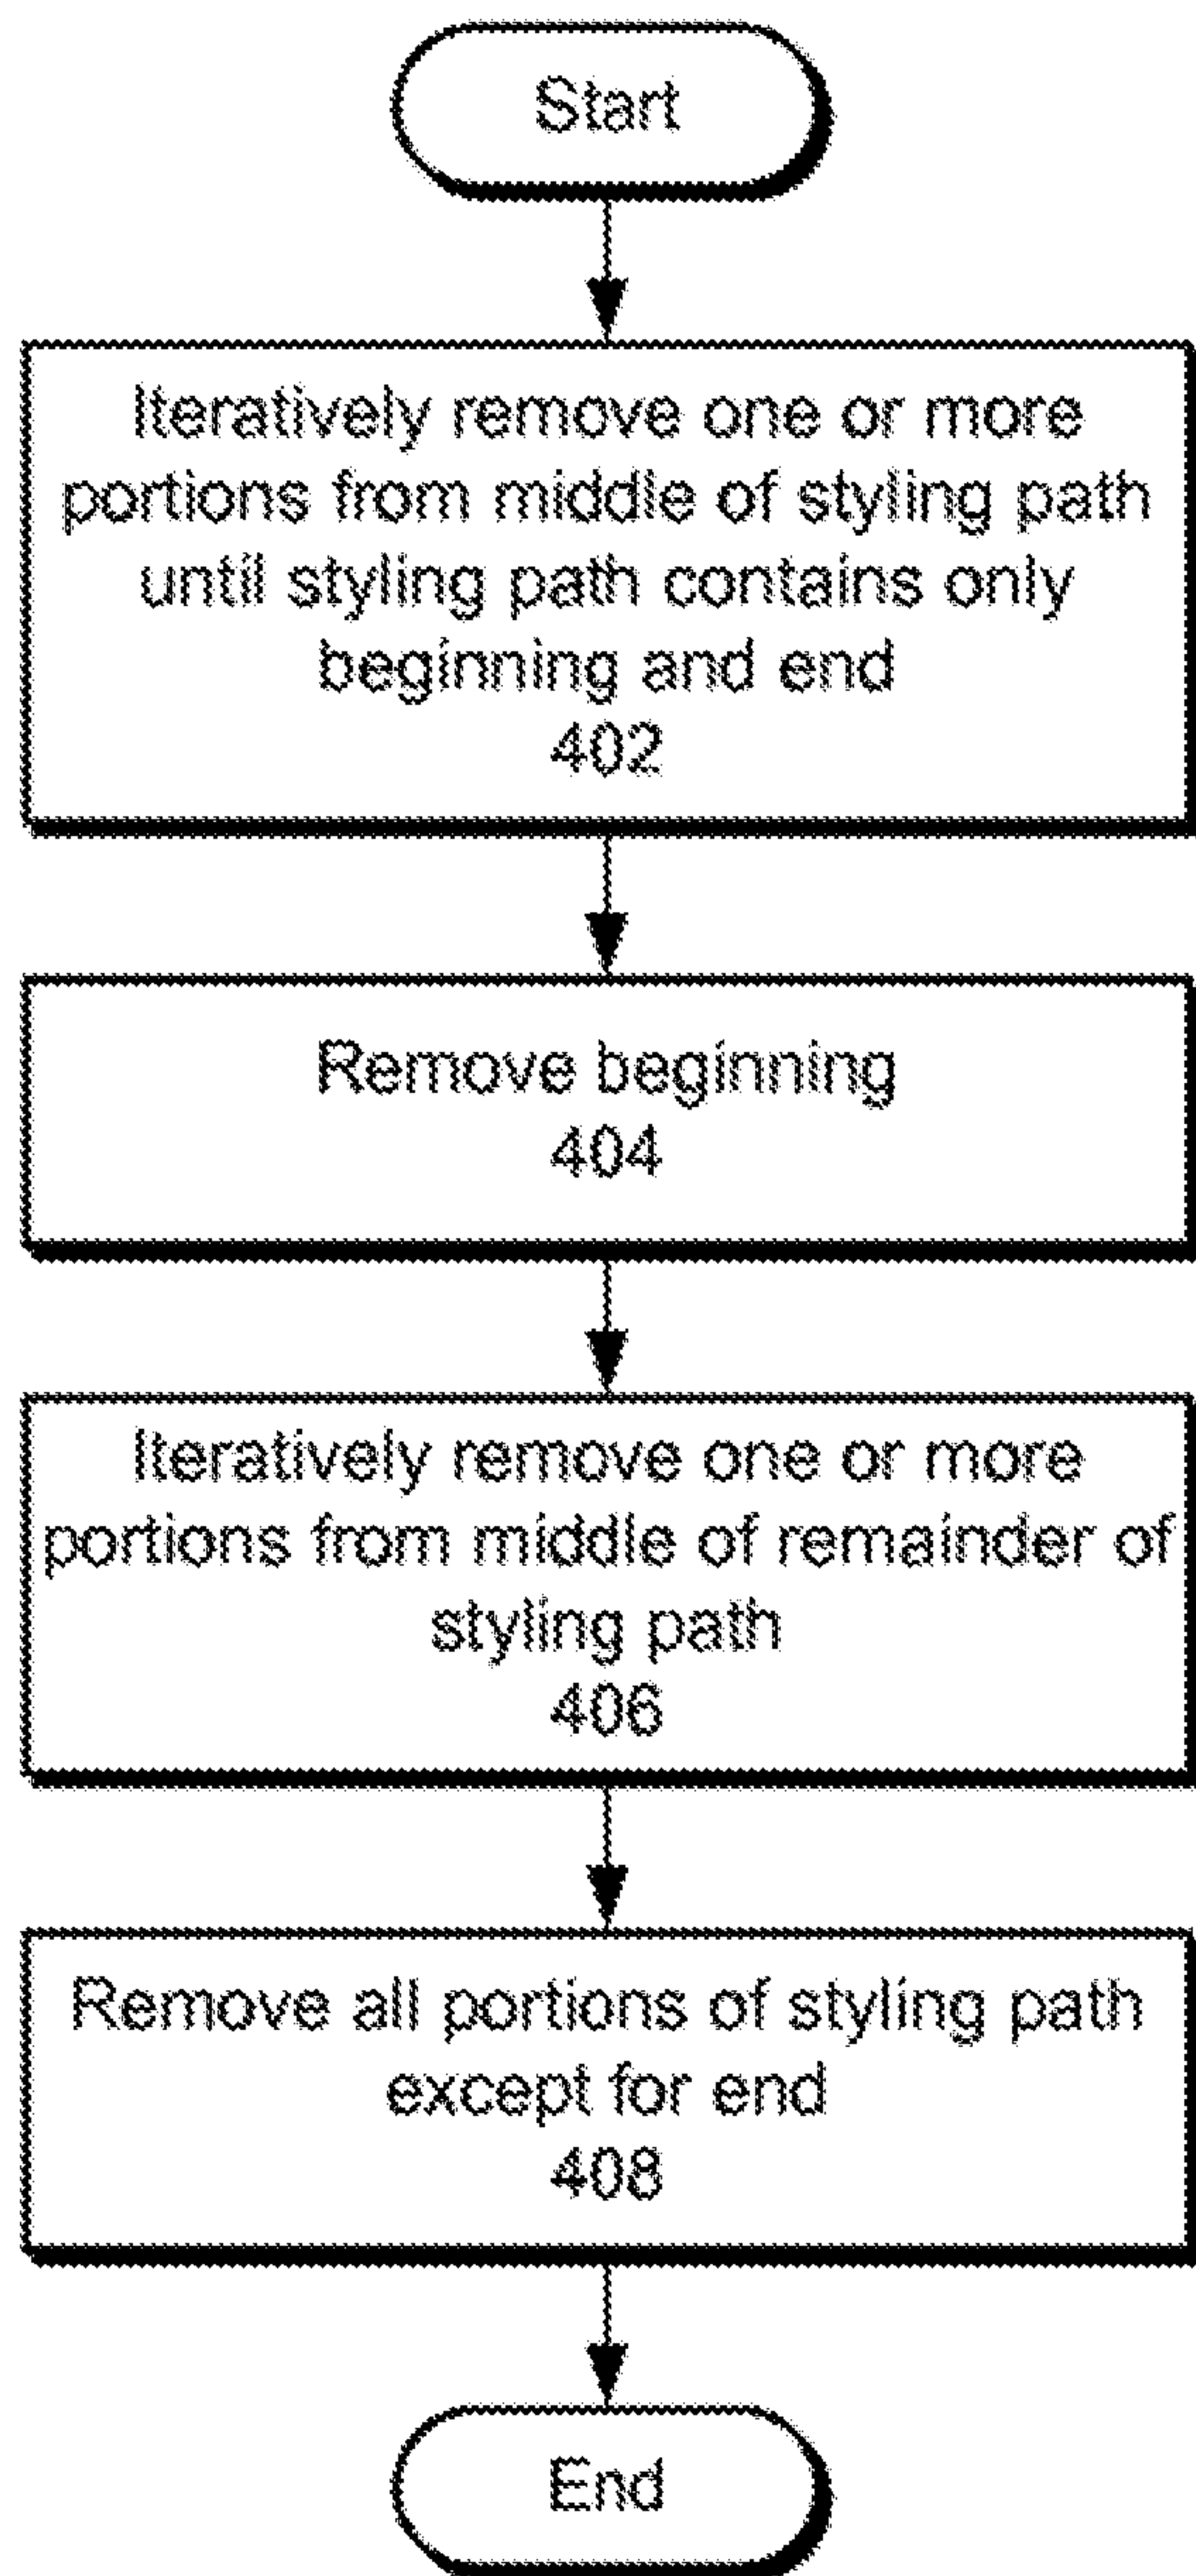 Start
Iteratively remove one or more
portions from middle of styling path
until styling path contains only
beginning and end
402
Remove beginning
404
Iteratively remove one or more
portions from middle of remainder of
styling path
406
Remove all portions of styling path
except for end
408
End